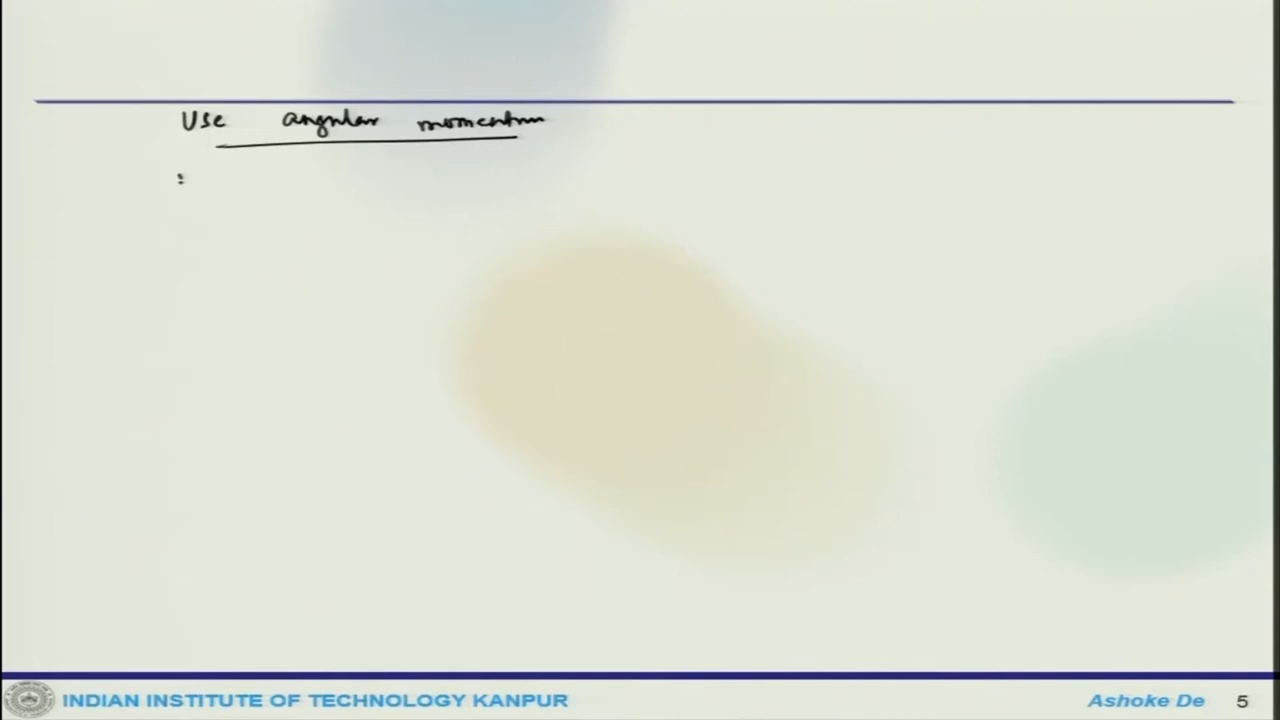 Use angular momentum
:
INDIAN INSTITUTE OF TECHNOLOGY KANPUR
Ashoke De 5